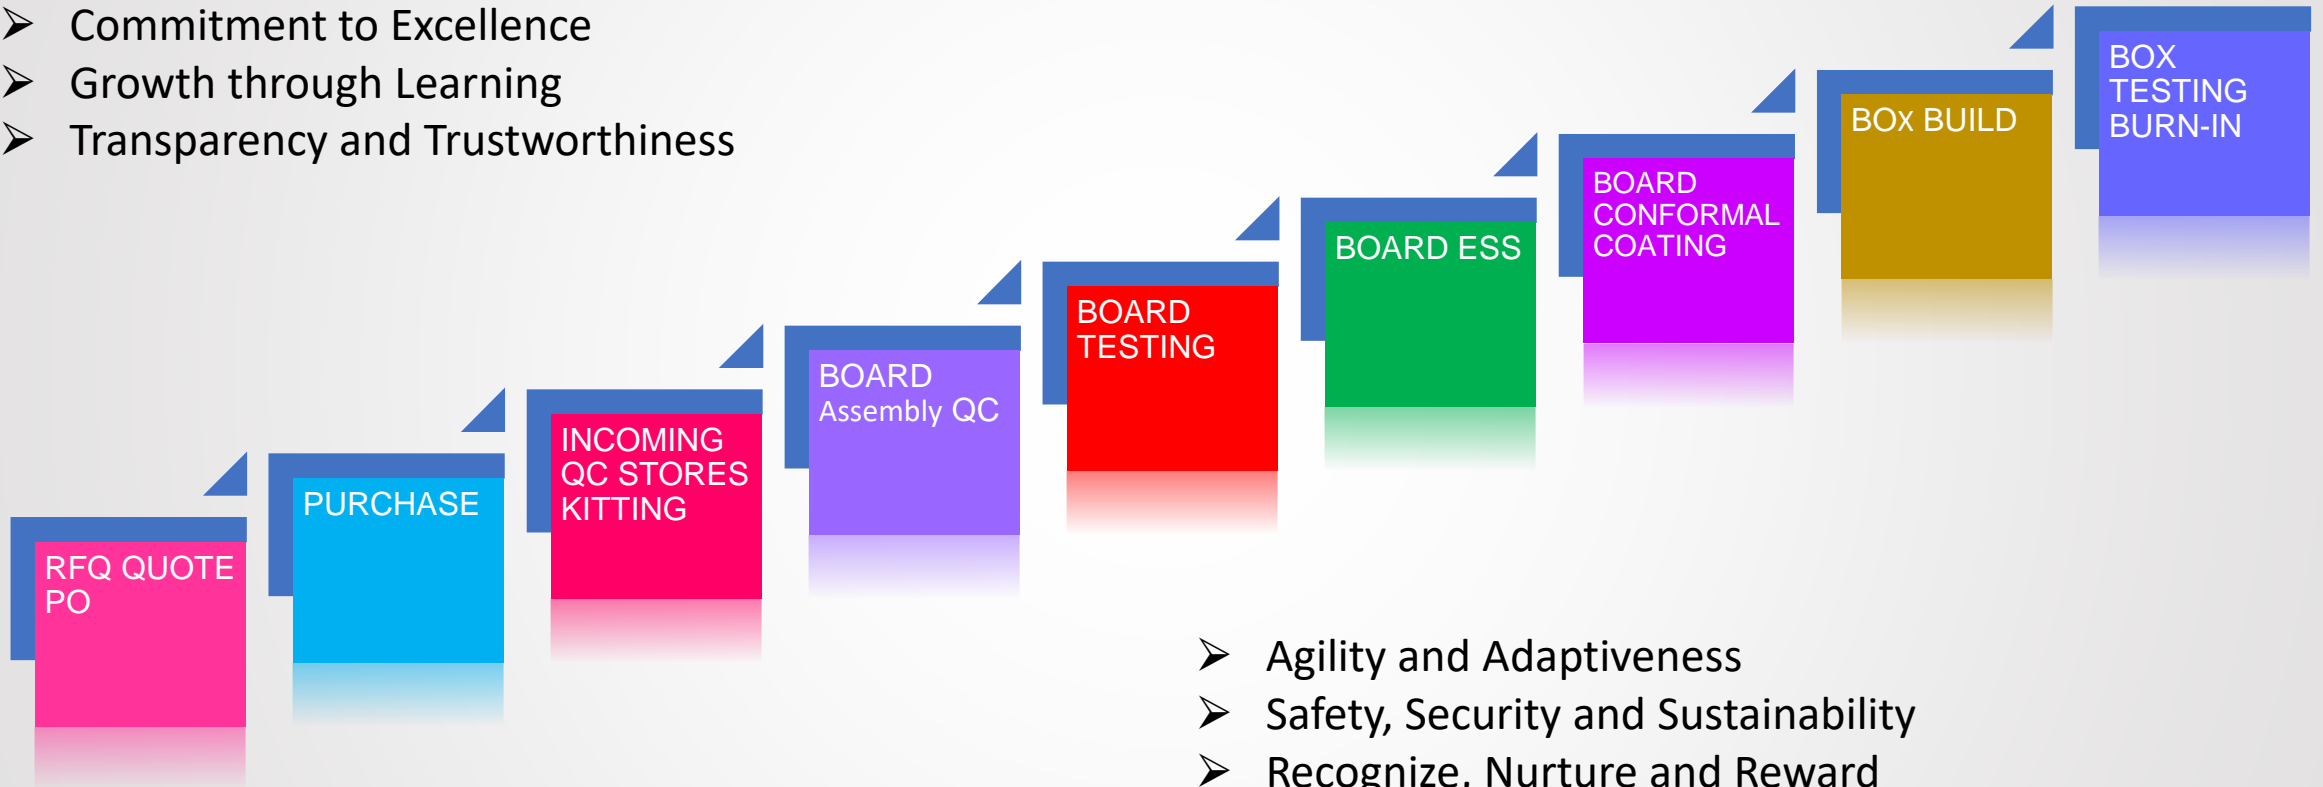 ➢ Commitment to Excellence
➢ Growth through Learning
➢ Transparency and Trustworthiness
RFQ QUOTE
PO
PURCHASE
INCOMING
QC STORES
KITTING
BOARD
Assembly QC
BOARD
TESTING
BOARD ESS
BOARD
CONFORMAL
COATING
BOx BUILD
BOX
TESTING
BURN-IN
➢ Agility and Adaptiveness
➢ Safety, Security and Sustainability
➢ Recognize, Nurture and Reward